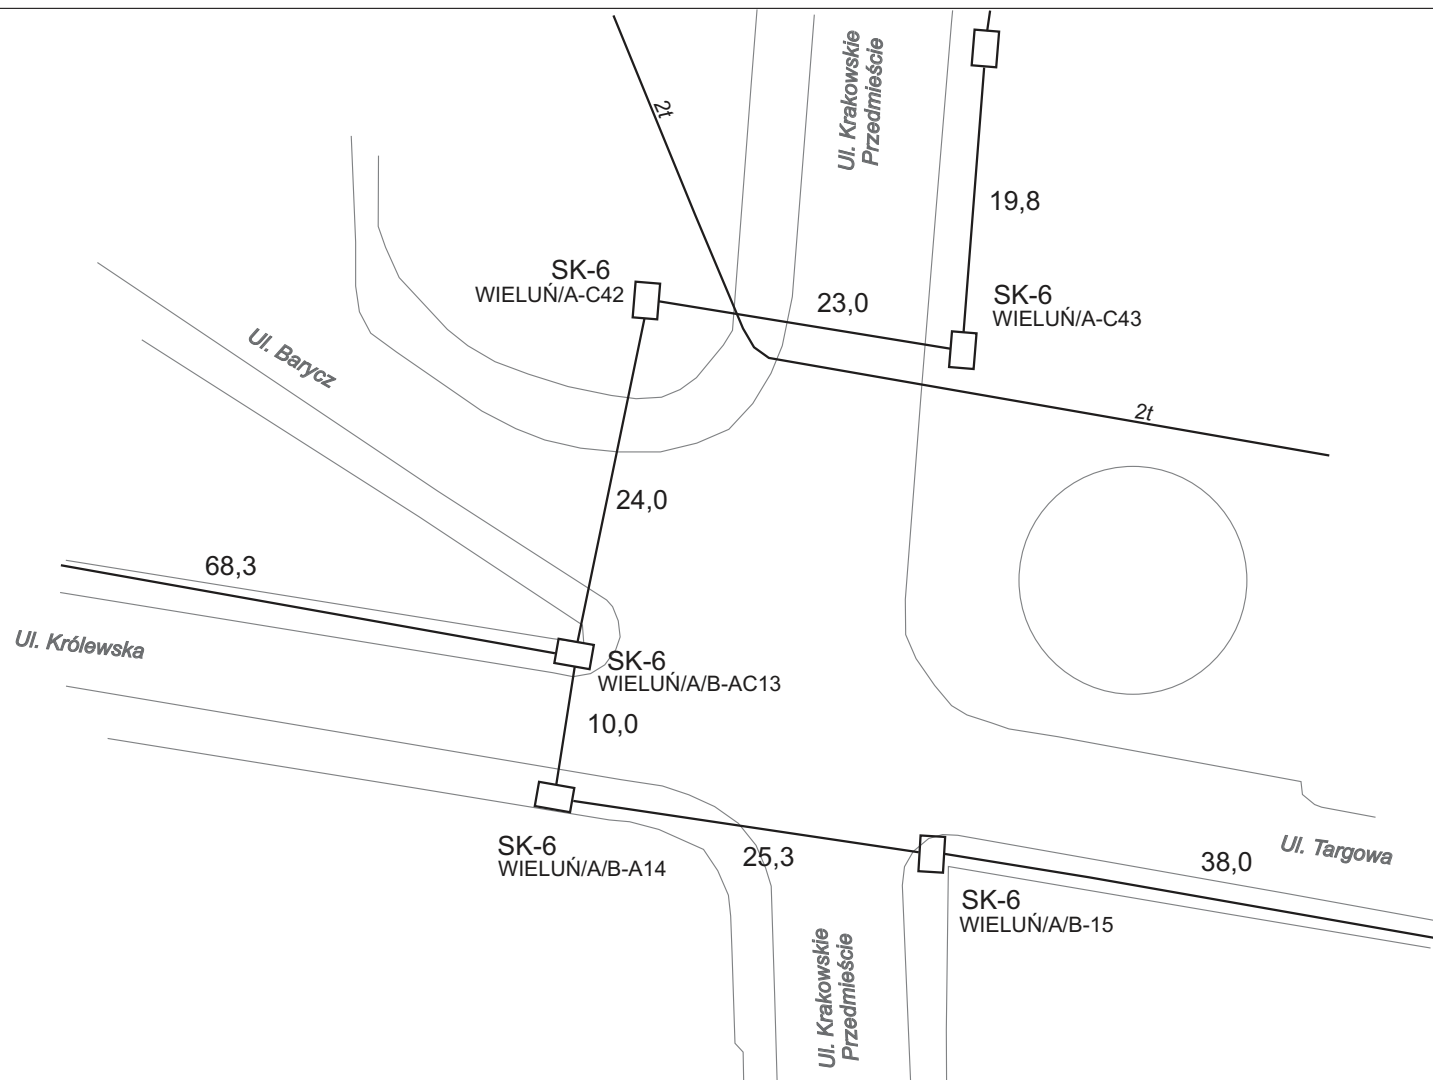 Ul. Krakowskie
Przedmieście
2t
19,8
SK-6
WIELUŃ/A-C42
23,0
SK-6
WIELUŃ/A-C43
Ul. Barycz
2t
24,0
68,3
Ul. Królewska
SK-6
WIELUŃ/A/B-AC13
10,0
SK-6
WIELUŃ/A/B-A14
25,3
Ul. Targowa
38,0
SK-6
WIELUŃ/A/B-15
Ul. Krakowskie
Przedmieście